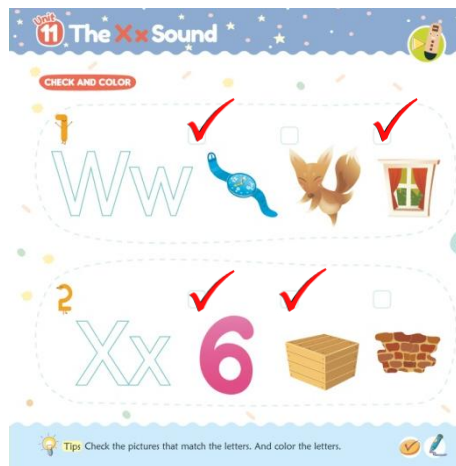 Unit
11 The Xx Sound
CHECK AND COLOR
1
Ww
2
Xx
6
Tips Check the pictures that match the letters. And color the letters.